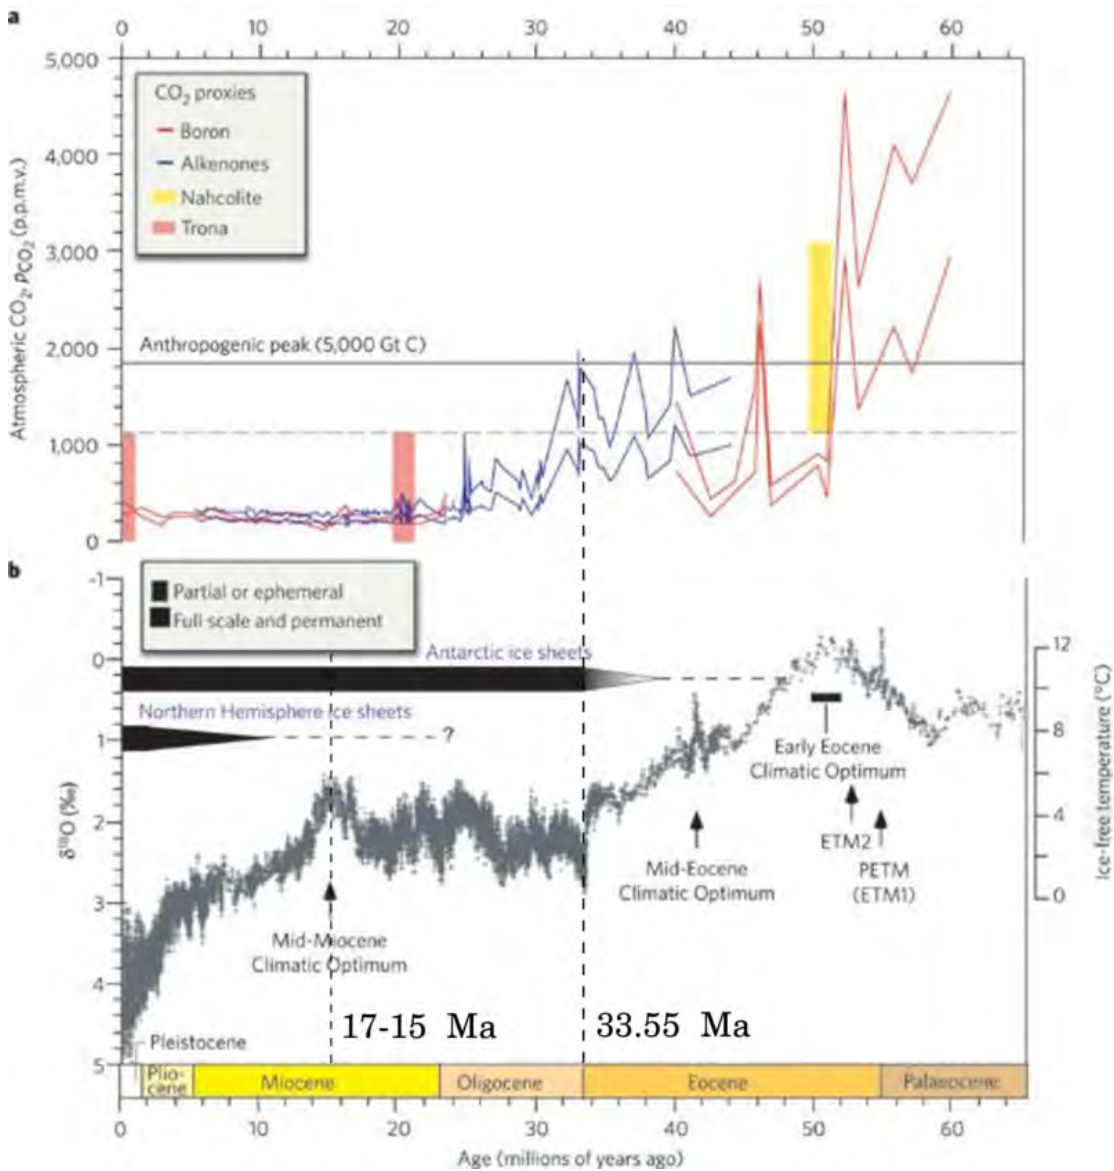 a
0 10 20 30 40 50 60
5,000
4,000
3,000
2,000
1,000
0
Atmospheric CO₂, pCO₂ (p.p.m.v.)
CO₂ proxies
Boron
Alkenones
Nahcolite
Trona
Anthropogenic peak (5,000 Gt C)
b
-1
0
1
2
3
4
5
δ¹⁸O (‰)
Partial or ephemeral
Full scale and permanent
Antarctic ice sheets
Northern Hemisphere ice sheets
?
12
8
4
0
Ice-free temperature (°C)
Early Eocene
Climatic Optimum
ETM2
PETM
(ETM1)
Mid-Eocene
Climatic Optimum
Mid-Miocene
Climatic Optimum
17-15 Ma
33.55 Ma
Pleistocene
Plio-
cene
Miocene
Oligocene
Eocene
Palaeocene
0 10 20 30 40 50 60
Age (millions of years ago)